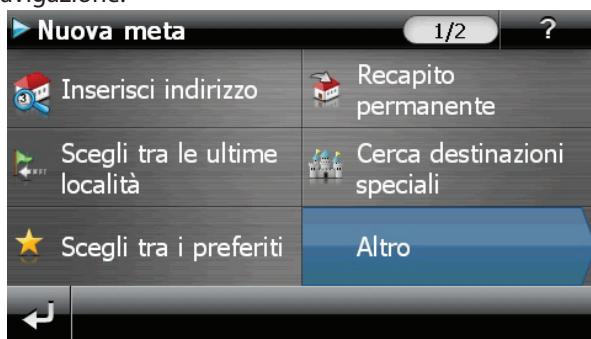 avigazione.
Nuova meta
1/2
?
Inserisci indirizzo
Recapito
permanente
Scegli tra le ultime
località
Cerca destinazioni
speciali
Scegli tra i preferiti
Altro